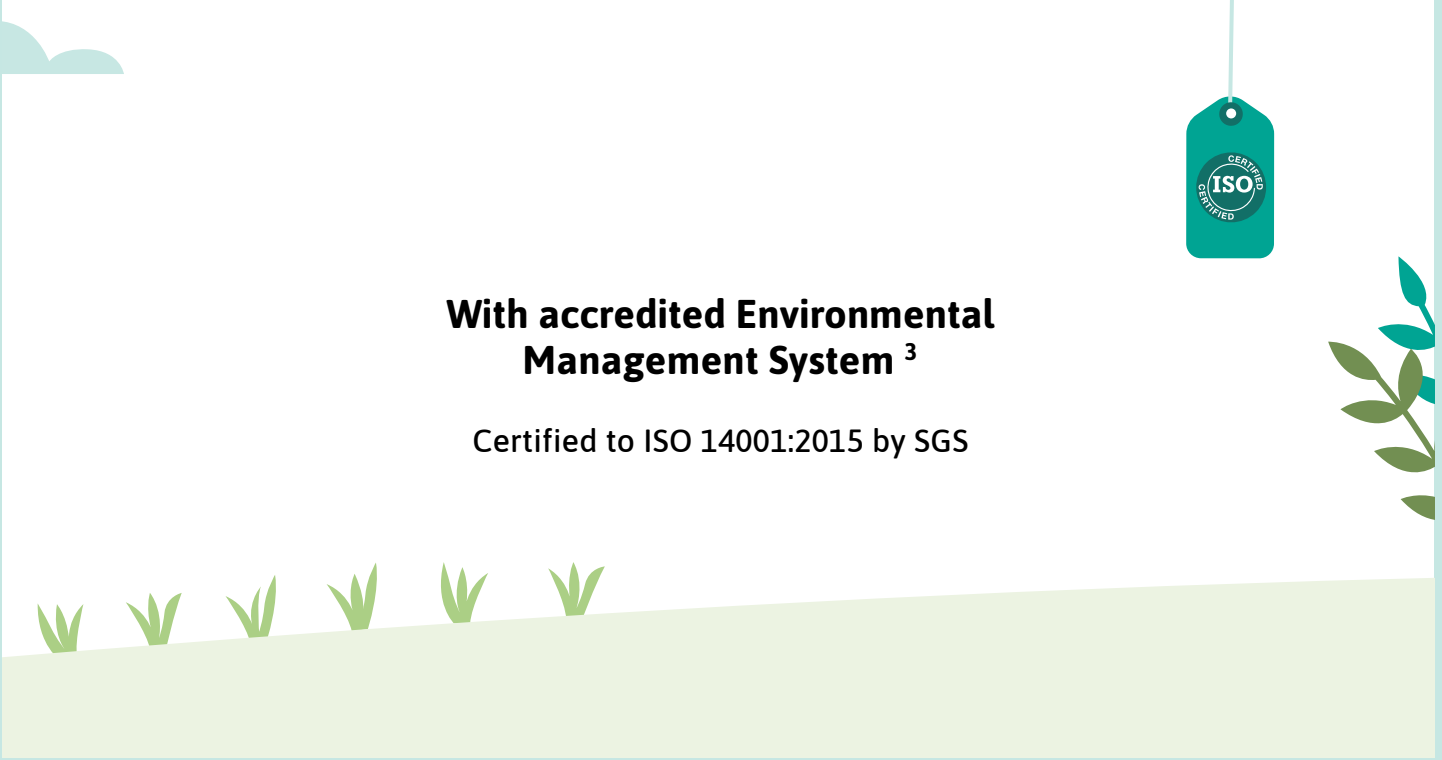 CERTIFIED
ISO
CERTIFIED
With accredited Environmental
Management System ³
Certified to ISO 14001:2015 by SGS